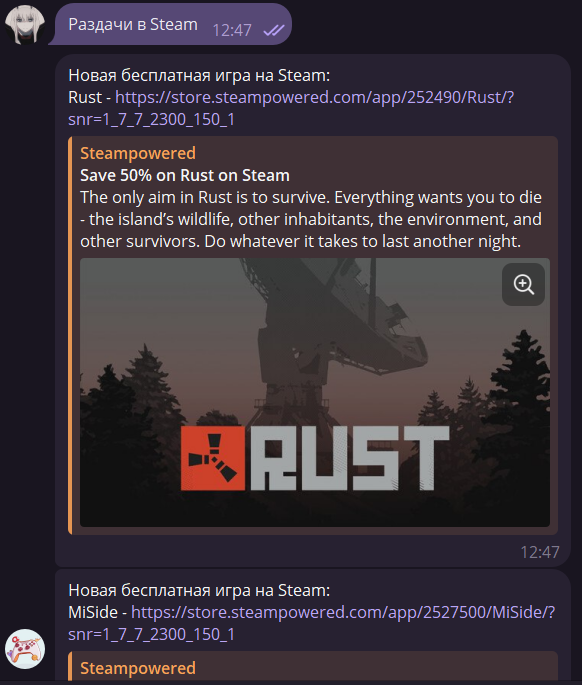 Раздачи в Steam 12:47
Новая бесплатная игра на Steam:
Rust - https://store.steampowered.com/app/252490/Rust/?
snr=1_7_7_2300_150_1
Steampowered
Save 50% on Rust on Steam
The only aim in Rust is to survive. Everything wants you to die
- the island’s wildlife, other inhabitants, the environment, and
other survivors. Do whatever it takes to last another night.
RUST
12:47
Новая бесплатная игра на Steam:
MiSide - https://store.steampowered.com/app/2527500/MiSide/?
snr=1_7_7_2300_150_1
Steampowered